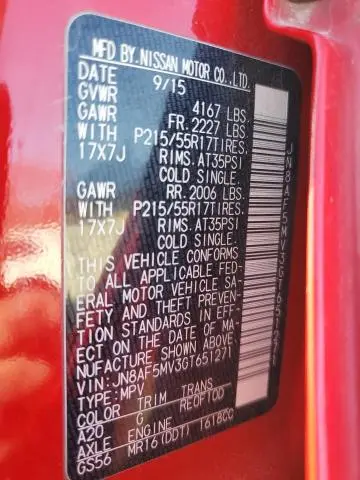 MFD BY NISSAN MOTOR CO.,LTD.
DATE 9/15
GVWR 4167 LBS.
GAWR FR. 2227 LBS.
WITH P215/55R17TIRES.
17X7J RIMS. AT35PSI
COLD SINGLE.
GAWR RR. 2006 LBS.
WITH P215/55R17TIRES.
17X7J RIMS. AT35PSI
COLD SINGLE.
THIS VEHICLE CONFORMS
TO ALL APPLICABLE FED-
ERAL MOTOR VEHICLE SA-
FETY AND THEFT PREVEN-
TION STANDARDS IN EFF-
ECT ON THE DATE OF MA-
NUFACTURE SHOWN ABOVE.
VIN: JN8AF5MV3GT651271
TYPE: MPV
COLOR TRIM TRANS
A20 G RE0F10D
AXLE ENGINE
GS56 MR16(DDT) 1618CC
JN8AF5MV3GT651271